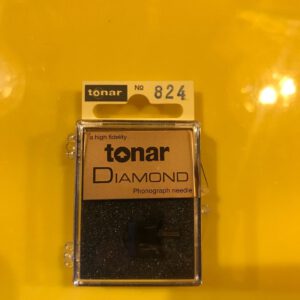 tonar No 824
a high fidelity
tonar
DIAMOND
Phonograph needle